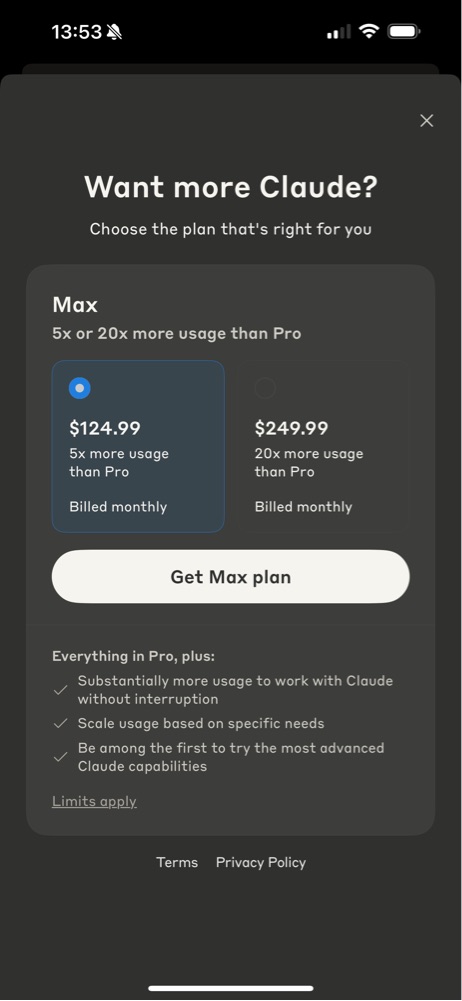 13:53
Want more Claude?
Choose the plan that's right for you
Max
5x or 20x more usage than Pro
$124.99
5x more usage
than Pro
Billed monthly
$249.99
20x more usage
than Pro
Billed monthly
Get Max plan
Everything in Pro, plus:
Substantially more usage to work with Claude
without interruption
Scale usage based on specific needs
Be among the first to try the most advanced
Claude capabilities
Limits apply
Terms Privacy Policy